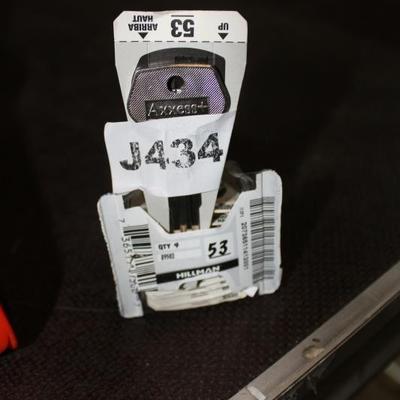 UP
ARRIBA
HAUT
53
Axxess+
J434
QTY 4
53
HILLMAN